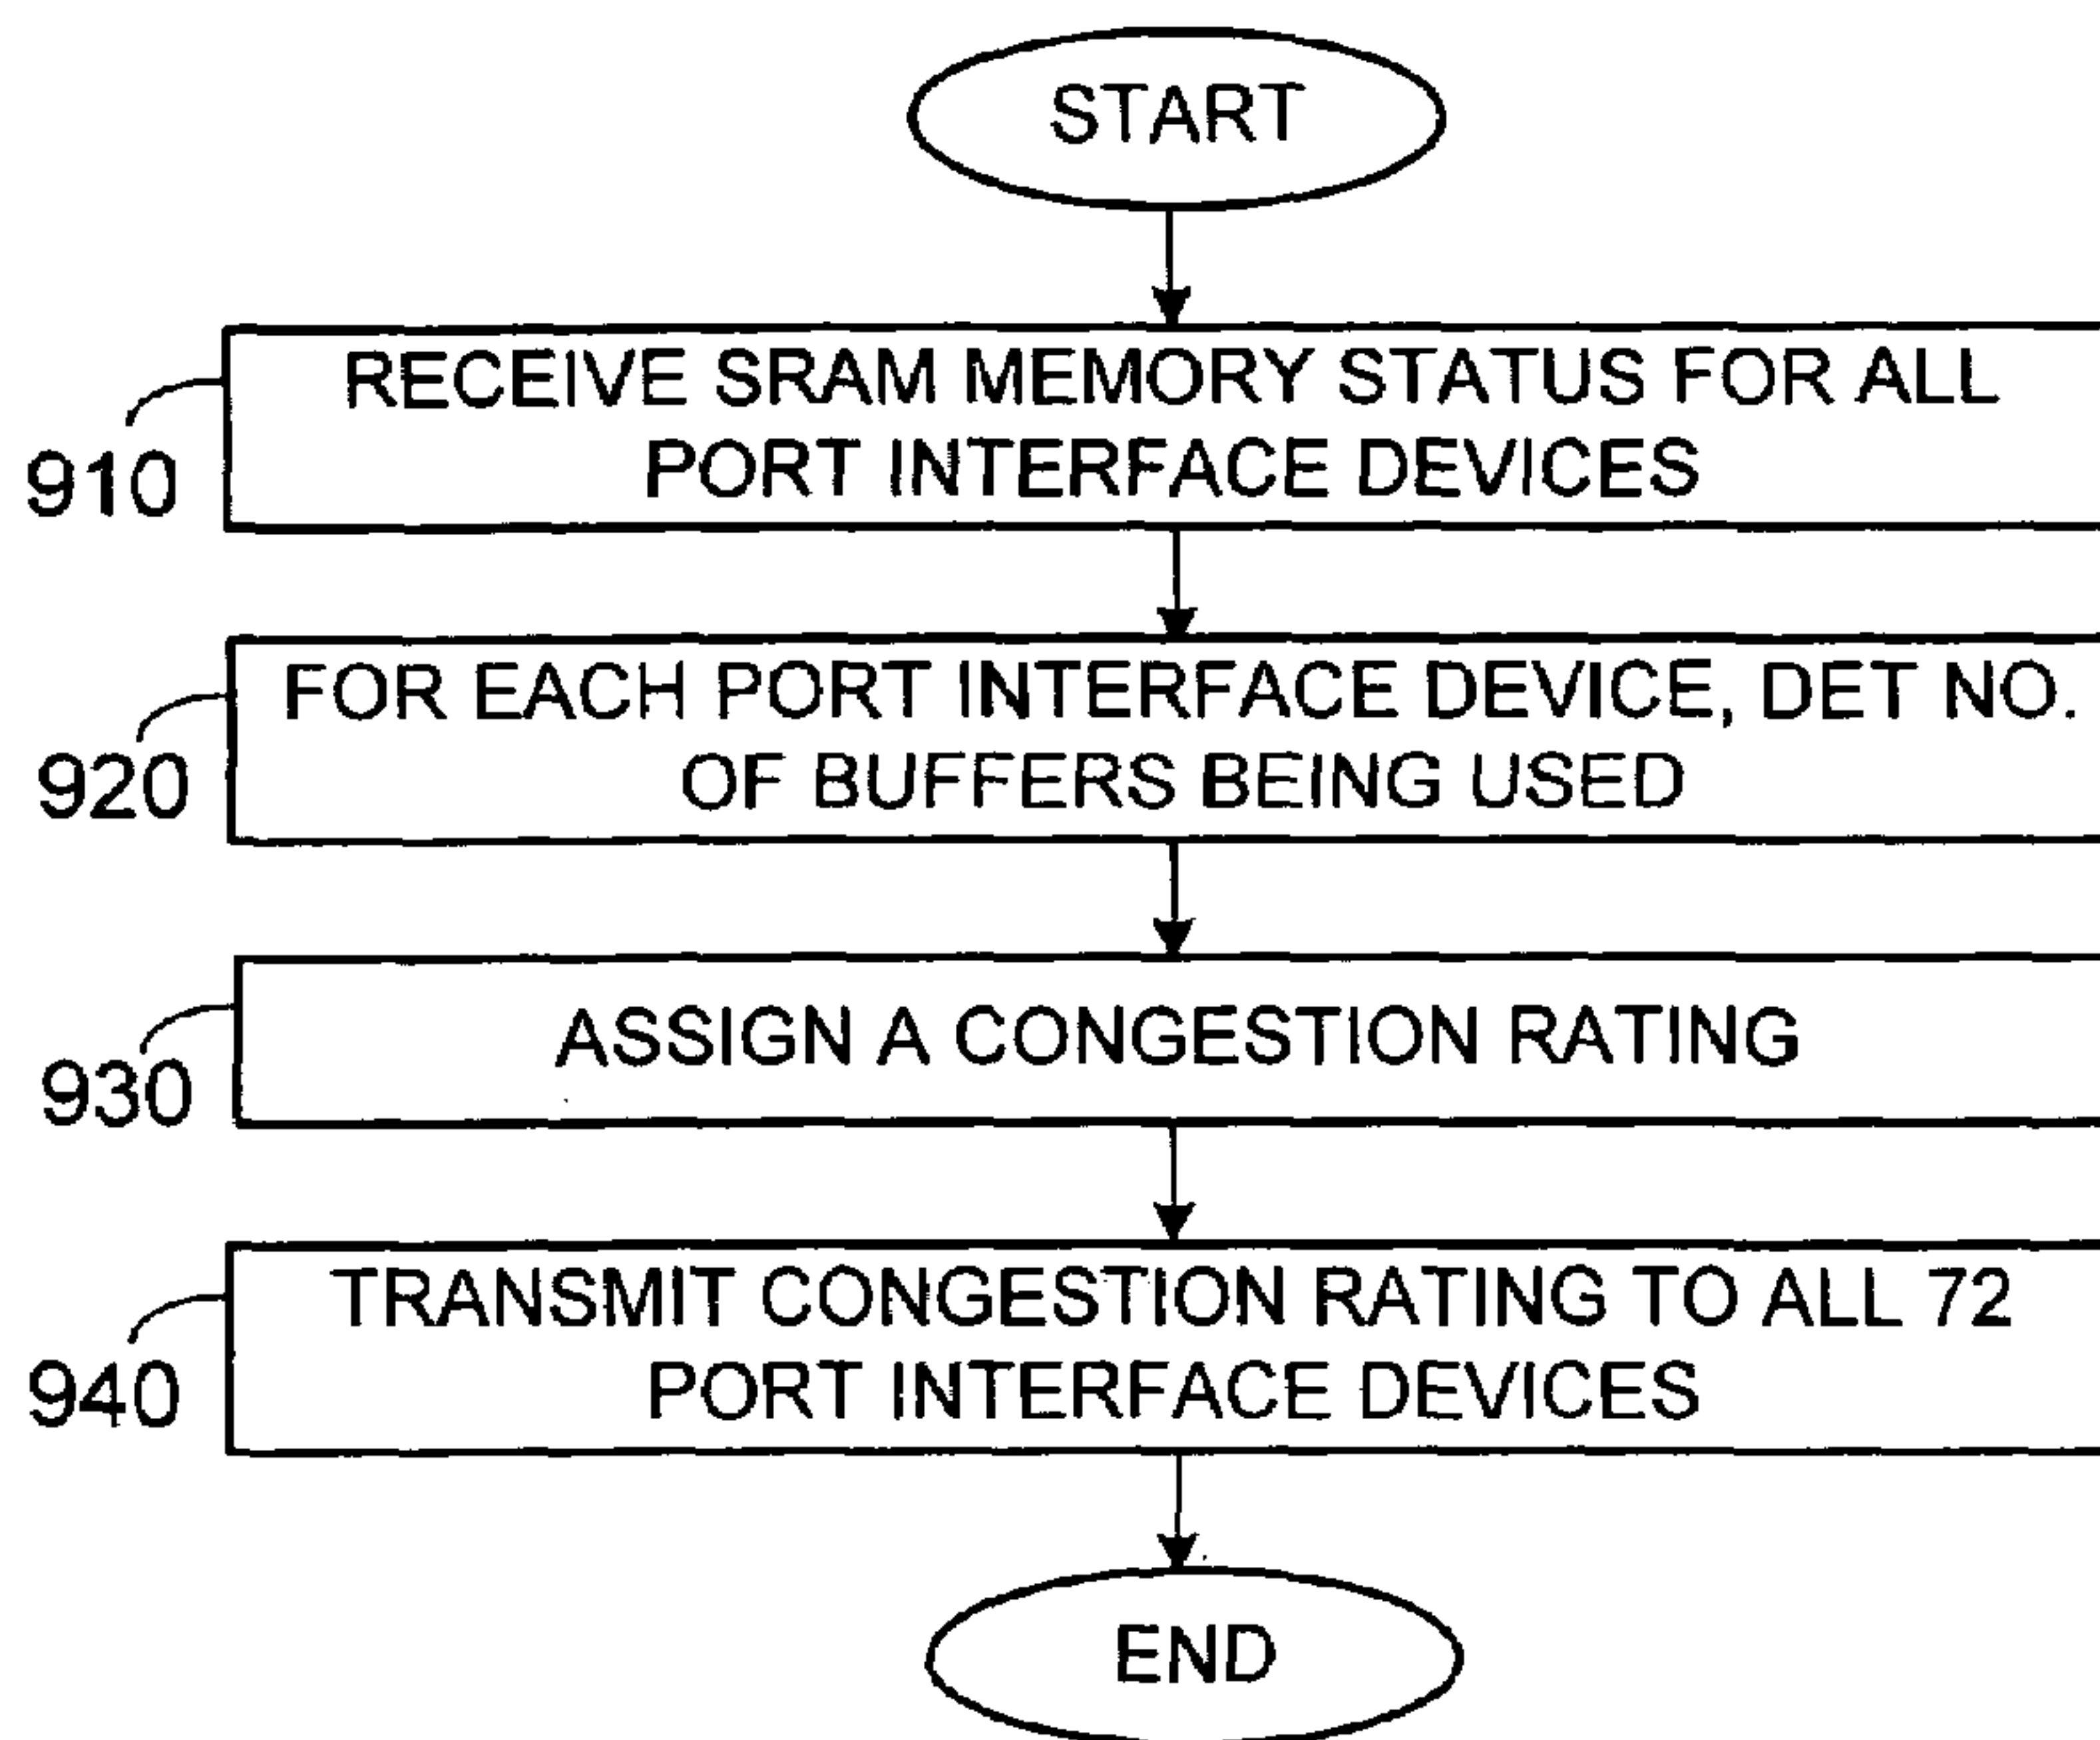 START
RECEIVE SRAM MEMORY STATUS FOR ALL
PORT INTERFACE DEVICES
910
FOR EACH PORT INTERFACE DEVICE, DET NO.
OF BUFFERS BEING USED
920
ASSIGN A CONGESTION RATING
930
TRANSMIT CONGESTION RATING TO ALL 72
PORT INTERFACE DEVICES
940
END